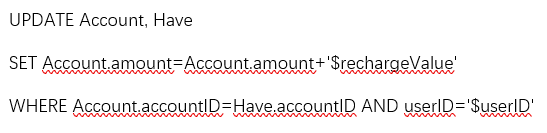 UPDATE Account, Have
SET Account.amount=Account.amount+'$rechargeValue'
WHERE Account.accountID=Have.accountID AND userID='$userID'